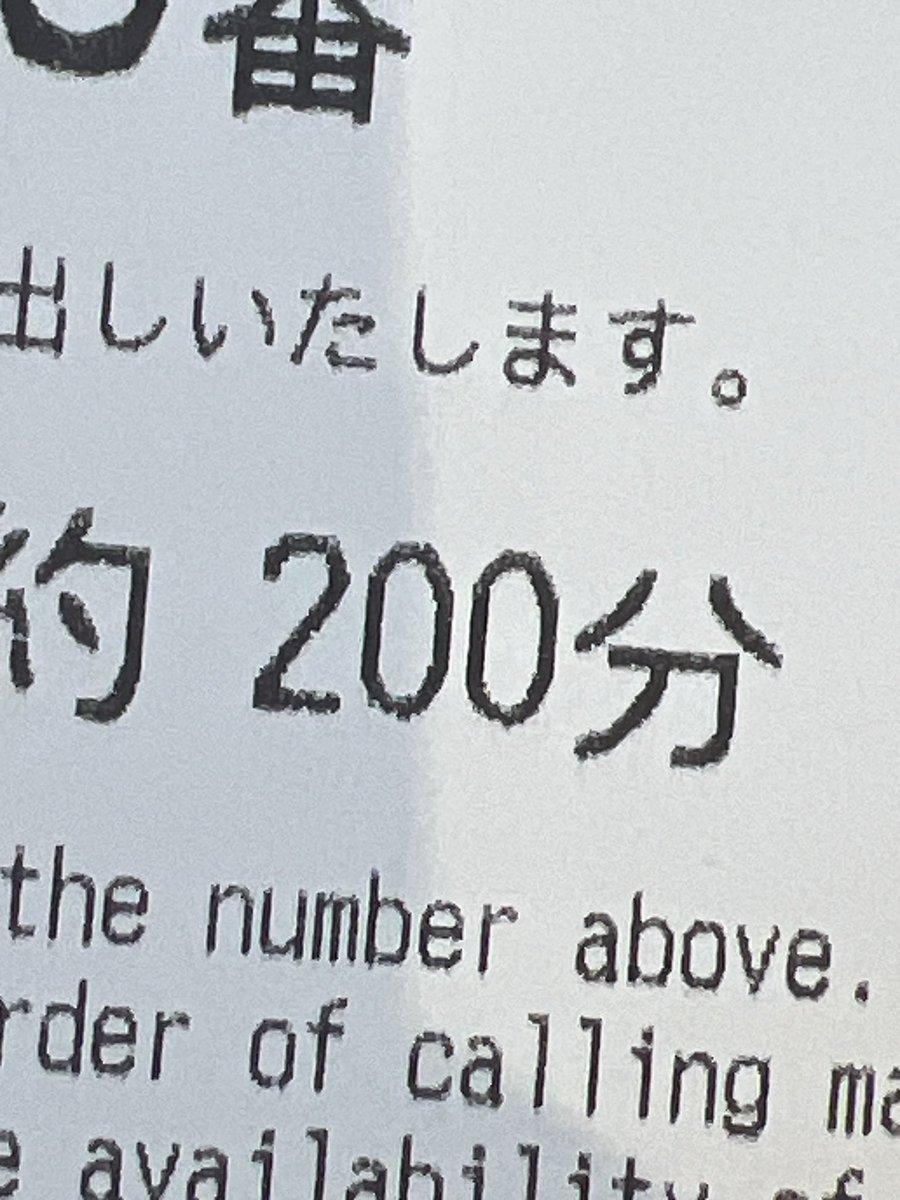 番
出しいたします。
約 200分
the number above.
rder of calling ma
availability of